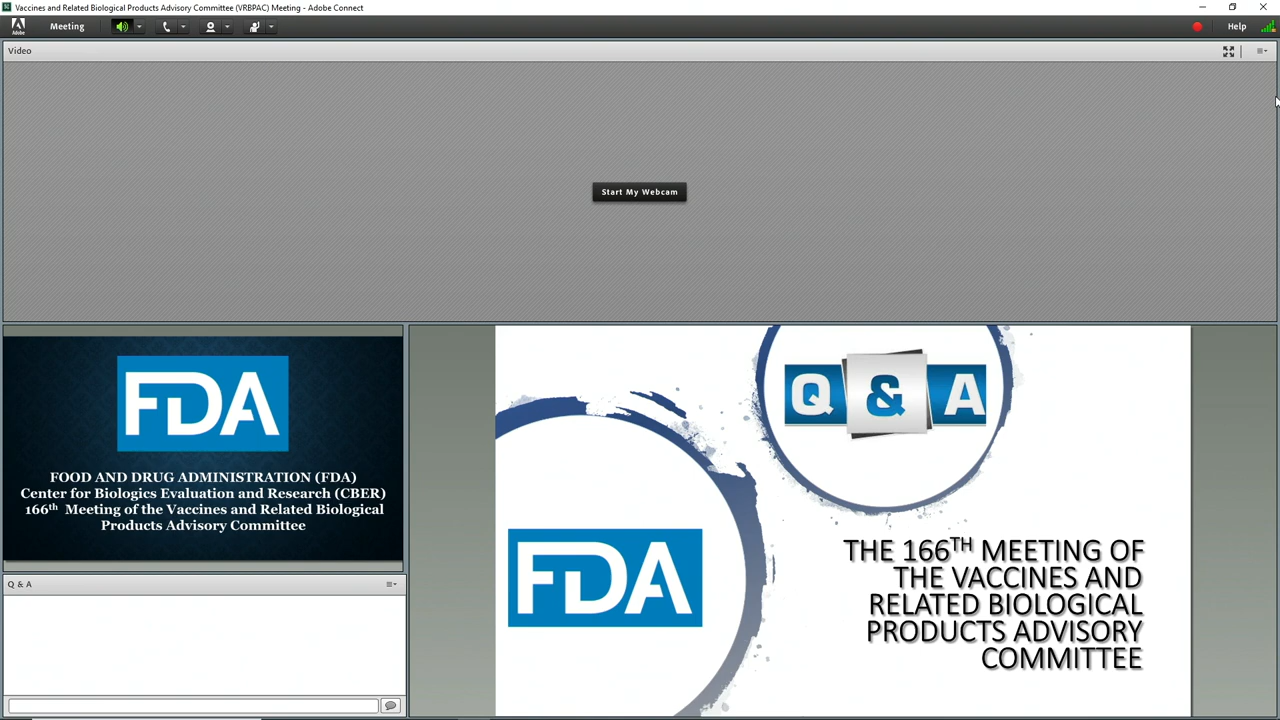 Vaccines and Related Biological Products Advisory Committee (VRBPAC) Meeting - Adobe Connect
Adobe
Meeting
Help
Video
Start My Webcam
FDA
FOOD AND DRUG ADMINISTRATION (FDA)
Center for Biologics Evaluation and Research (CBER)
166th Meeting of the Vaccines and Related Biological
Products Advisory Committee
Q & A
Q & A
FDA
THE 166TH MEETING OF
THE VACCINES AND
RELATED BIOLOGICAL
PRODUCTS ADVISORY
COMMITTEE